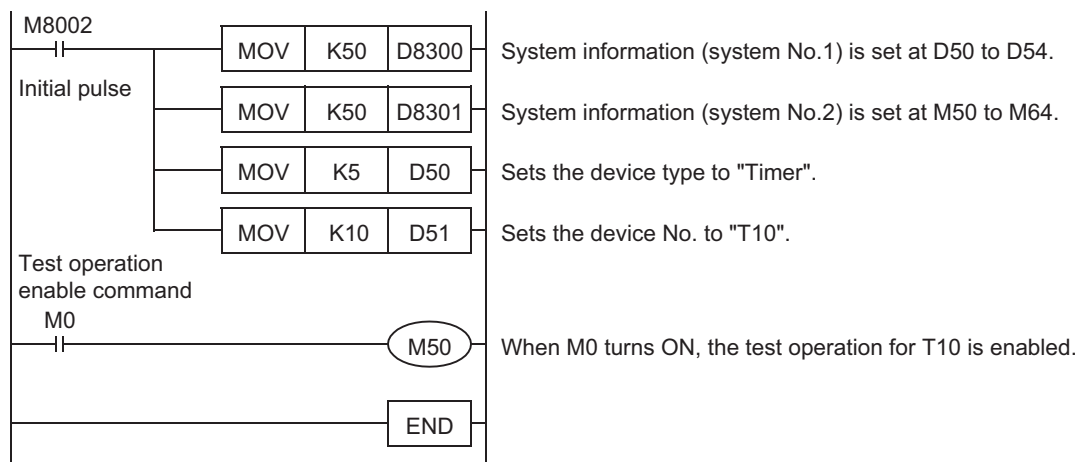 M8002
MOV K50 D8300 System information (system No.1) is set at D50 to D54.
Initial pulse
MOV K50 D8301 System information (system No.2) is set at M50 to M64.
MOV K5 D50 Sets the device type to "Timer".
MOV K10 D51 Sets the device No. to "T10".
Test operation
enable command
M0
M50 When M0 turns ON, the test operation for T10 is enabled.
END